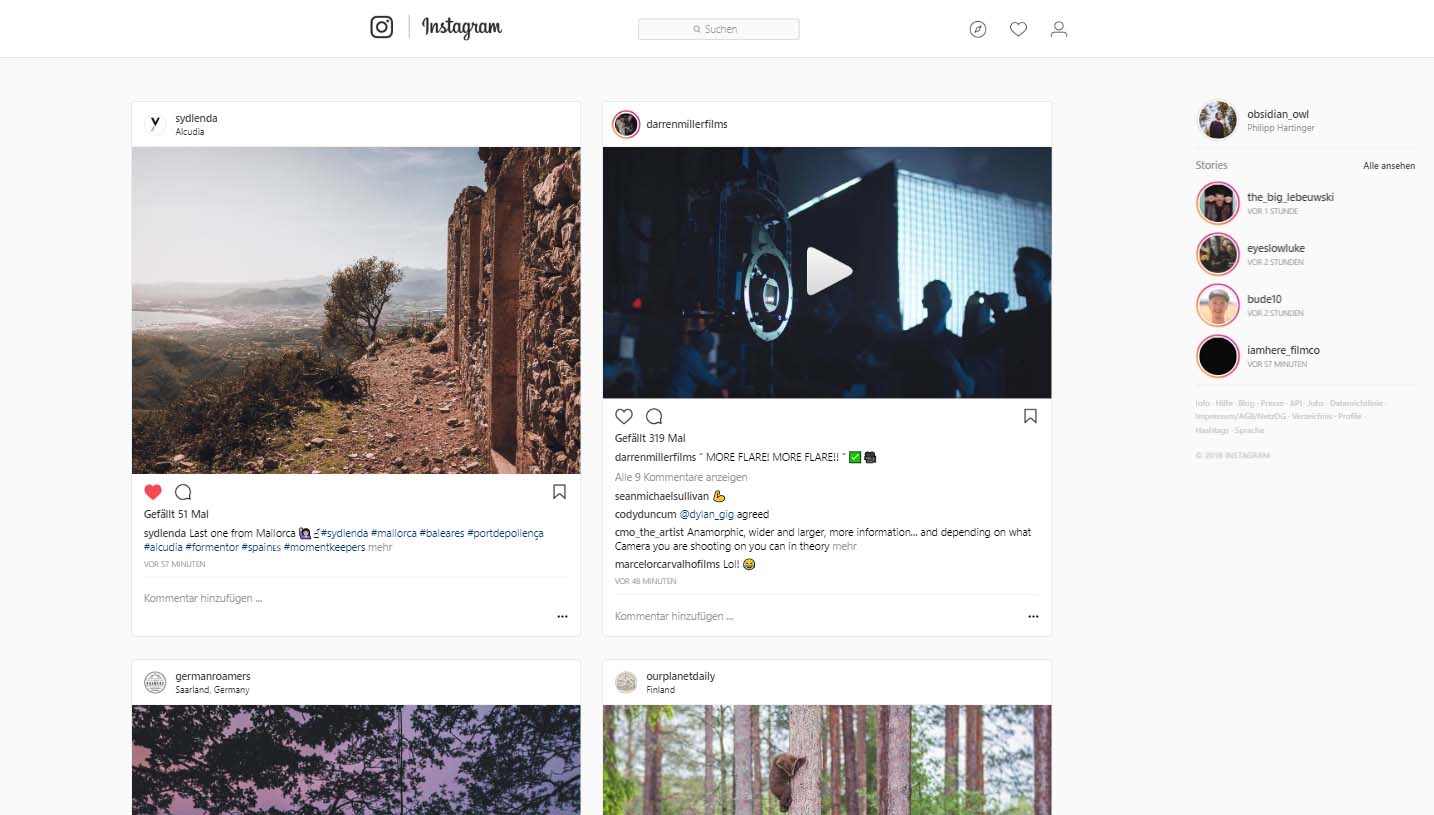 Instagram
Suchen
sydlenda
Alcudia
Gefällt 51 Mal
sydlenda Last one from Mallorca 🙋🏻‍♀️ #sydlenda #mallorca #baleares #portdepollença
#alcudia #formentor #spaines #momentkeepers mehr
VOR 57 MINUTEN
Kommentar hinzufügen ...
darrenmillerfilms
Gefällt 319 Mal
darrenmillerfilms " MORE FLARE! MORE FLARE!! " ✅
Alle 9 Kommentare anzeigen
seanmichaelsullivan 💪
codyduncum @dylan_gig agreed
cmo_the_artist Anamorphic, wider and larger, more information... and depending on what
Camera you are shooting on you can in theory mehr
marcelorcarvalhofilms Lol! 😂
VOR 48 MINUTEN
Kommentar hinzufügen ...
germanroamers
Saarland, Germany
ourplanetdaily
Finland
obsidian_owl
Philipp Hartinger
Stories Alle ansehen
the_big_lebeuwski
VOR 1 STUNDE
eyeslowluke
VOR 2 STUNDEN
bude10
VOR 2 STUNDEN
iamhere_filmco
VOR 57 MINUTEN
Info · Hilfe · Blog · Presse · API · Jobs · Datenrichtlinie ·
Impressum/AGB/NetzDG · Verzeichnis · Profile ·
Hashtags · Sprache
© 2018 INSTAGRAM